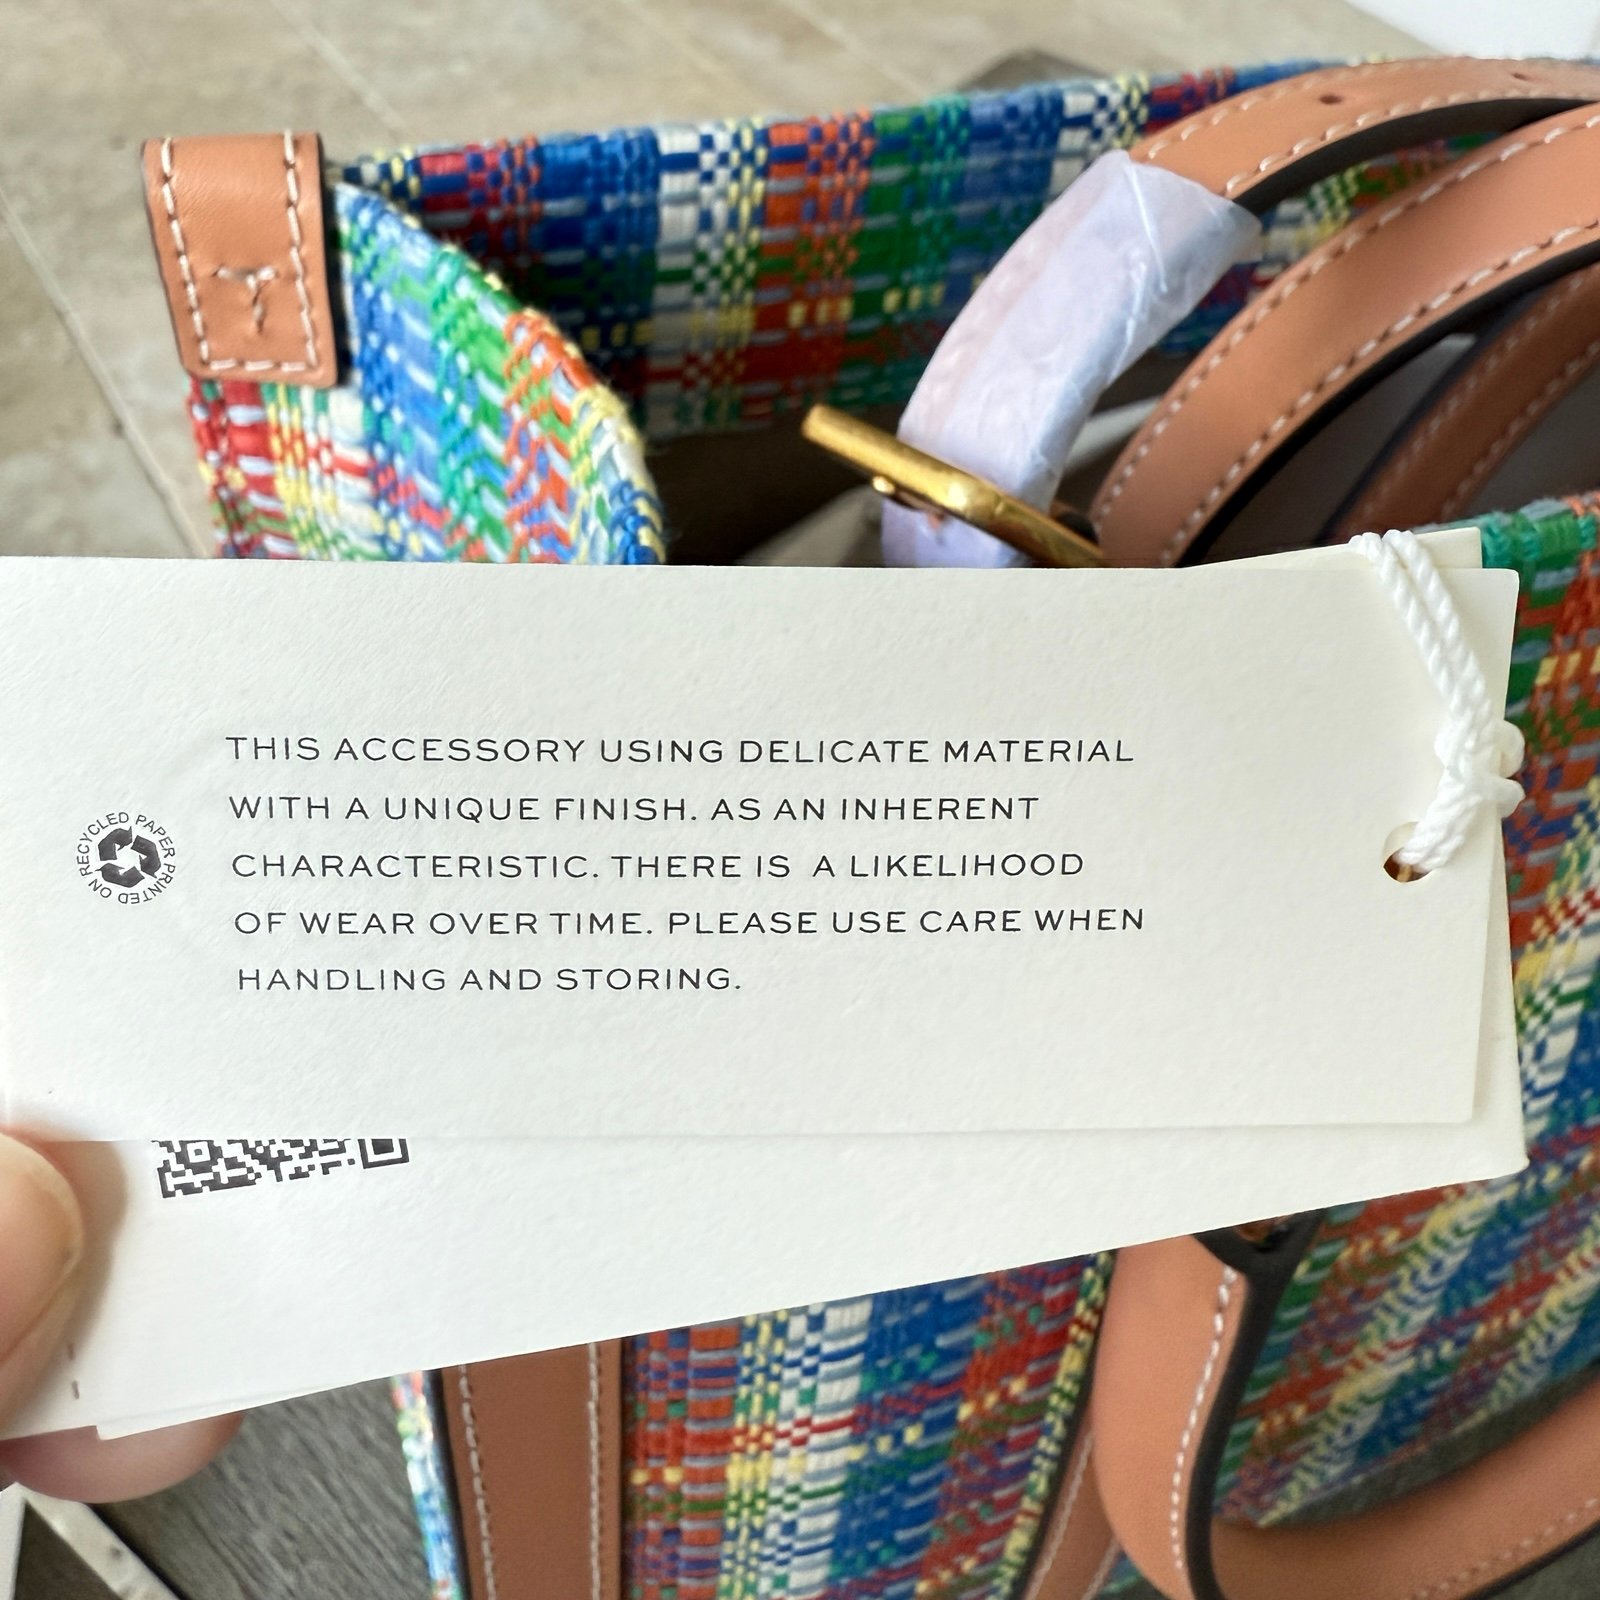 THIS ACCESSORY USING DELICATE MATERIAL
WITH A UNIQUE FINISH. AS AN INHERENT
CHARACTERISTIC. THERE IS A LIKELIHOOD
OF WEAR OVER TIME. PLEASE USE CARE WHEN
HANDLING AND STORING.
PRINTED ON RECYCLED PAPER